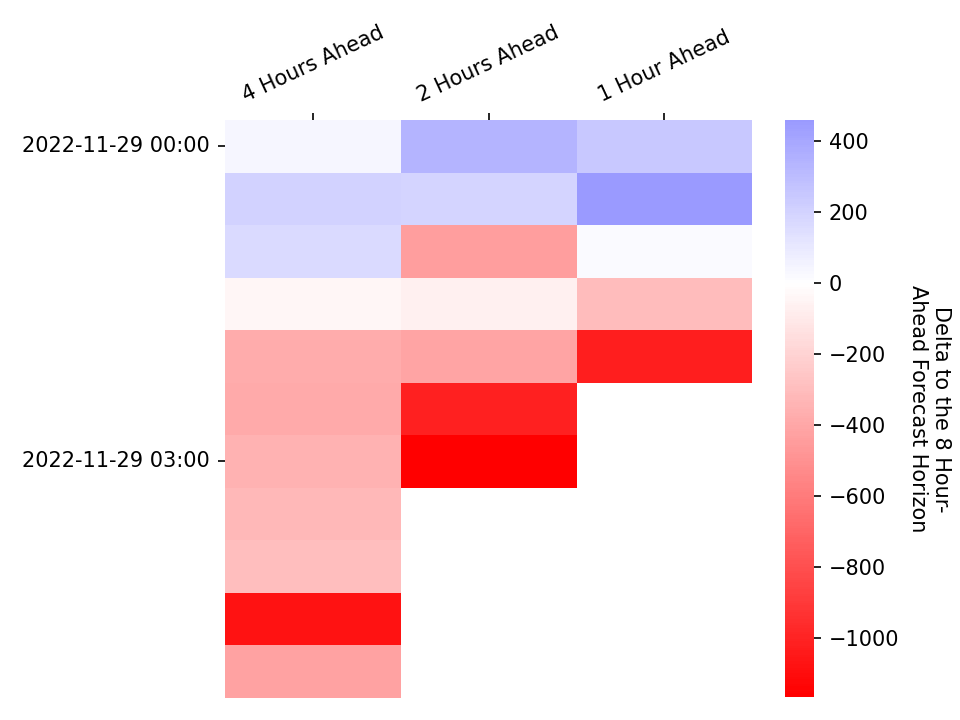 4 Hours Ahead
2 Hours Ahead
1 Hour Ahead
2022-11-29 00:00
2022-11-29 03:00
400
200
0
−200
−400
−600
−800
−1000
Delta to the 8 Hour-
Ahead Forecast Horizon